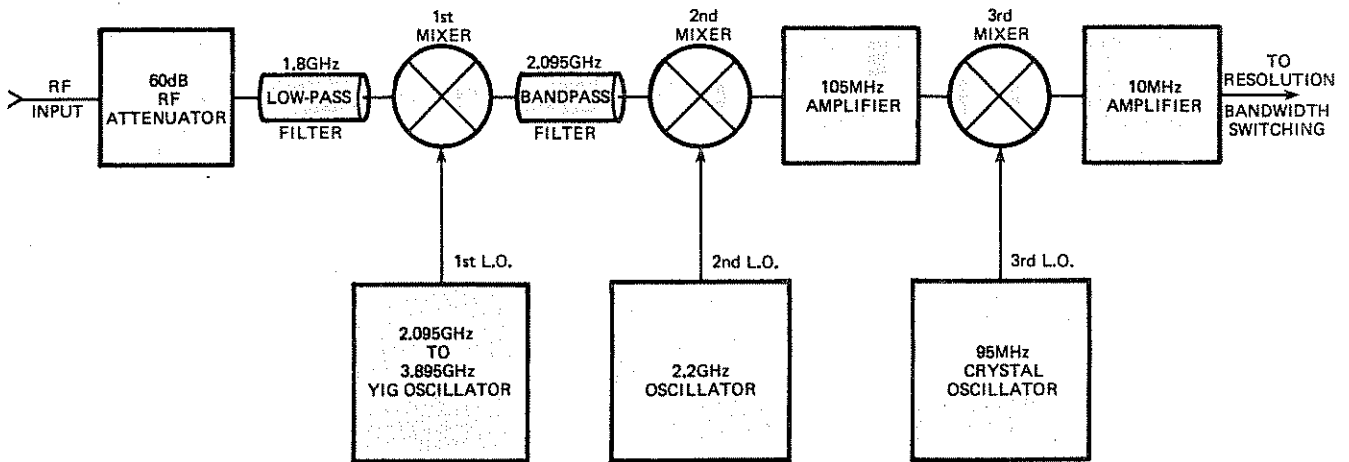 RF
INPUT
60dB
RF
ATTENUATOR
1.8GHz
LOW-PASS
FILTER
1st
MIXER
2.095GHz
BANDPASS
FILTER
2nd
MIXER
105MHz
AMPLIFIER
3rd
MIXER
10MHz
AMPLIFIER
TO
RESOLUTION
BANDWIDTH
SWITCHING
1st L.O.
2.095GHz
TO
3.895GHz
YIG OSCILLATOR
2nd L.O.
2.2GHz
OSCILLATOR
3rd L.O.
95MHz
CRYSTAL
OSCILLATOR